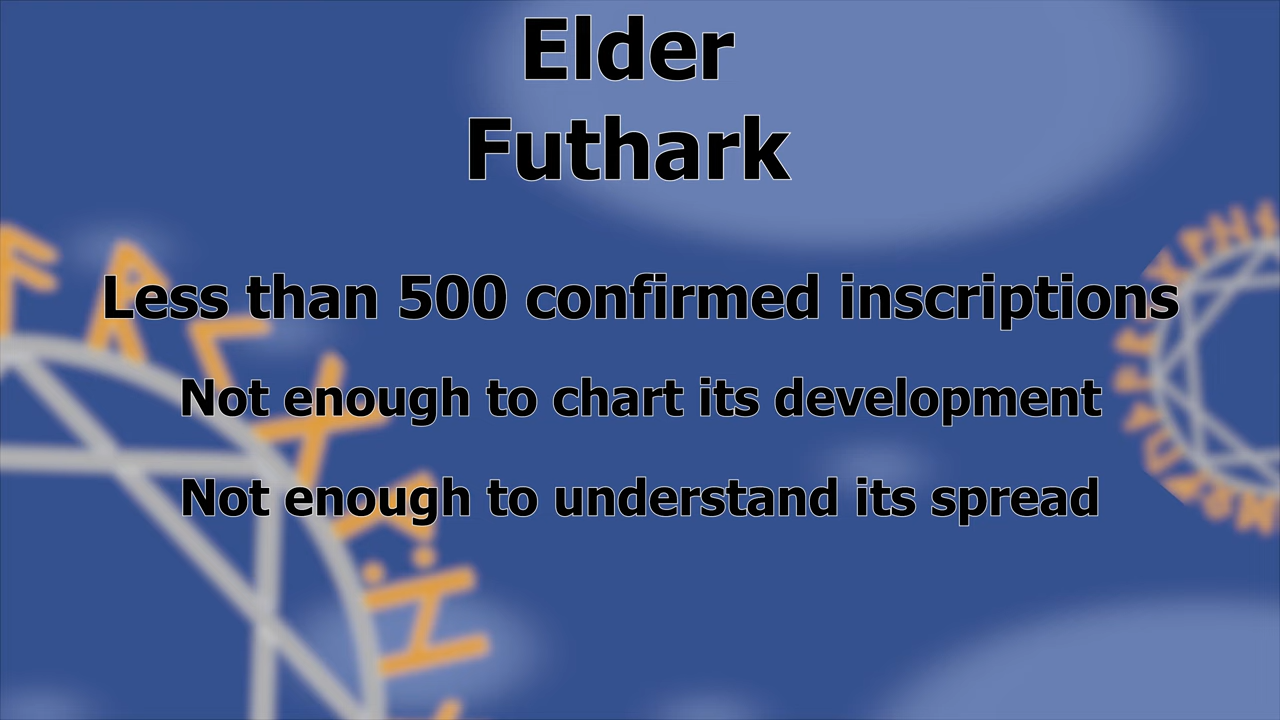 Elder
Futhark
Less than 500 confirmed inscriptions
Not enough to chart its development
Not enough to understand its spread